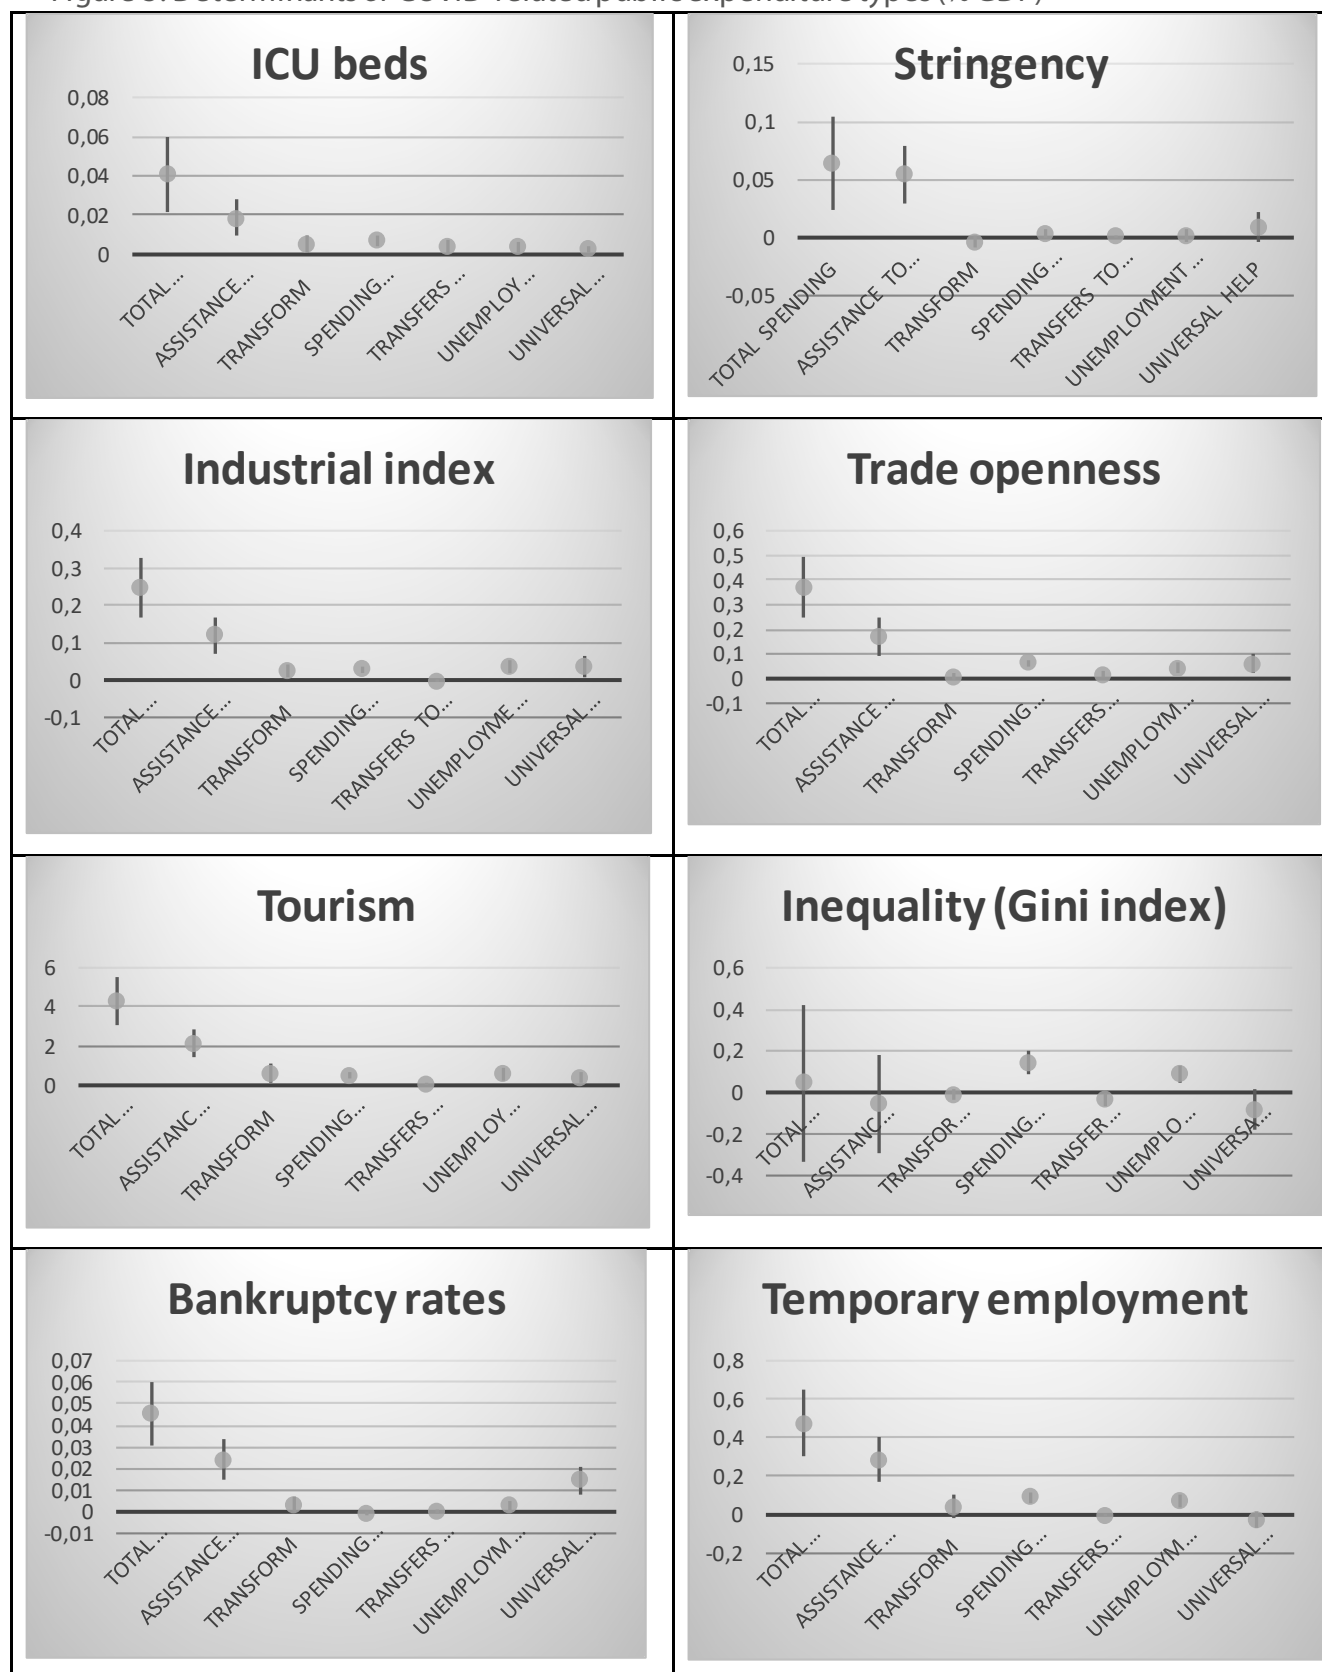 ICU beds
0,08
0,06
0,04
0,02
0
TOTAL...
ASSISTANCE...
TRANSFORM
SPENDING...
TRANSFERS...
UNEMPLOY...
UNIVERSAL...
Stringency
0,15
0,1
0,05
0
-0,05
TOTAL SPENDING
ASSISTANCE TO...
TRANSFORM
SPENDING...
TRANSFERS TO...
UNEMPLOYMENT...
UNIVERSAL HELP
Industrial index
0,4
0,3
0,2
0,1
0
-0,1
TOTAL...
ASSISTANCE...
TRANSFORM
SPENDING...
TRANSFERS TO...
UNEMPLOYME...
UNIVERSAL...
Trade openness
0,6
0,5
0,4
0,3
0,2
0,1
0
-0,1
TOTAL...
ASSISTANCE...
TRANSFORM
SPENDING...
TRANSFERS...
UNEMPLOYM...
UNIVERSAL...
Tourism
6
4
2
0
TOTAL...
ASSISTANC...
TRANSFORM
SPENDING...
TRANSFERS...
UNEMPLOY...
UNIVERSAL...
Inequality (Gini index)
0,6
0,4
0,2
0
-0,2
-0,4
TOTAL...
ASSISTANC...
TRANSFOR...
SPENDING...
TRANSFER...
UNEMPLO...
UNIVERSA...
Bankruptcy rates
0,07
0,06
0,05
0,04
0,03
0,02
0,01
0
-0,01
TOTAL...
ASSISTANCE...
TRANSFORM
SPENDING...
TRANSFERS...
UNEMPLOYM...
UNIVERSAL...
Temporary employment
0,8
0,6
0,4
0,2
0
-0,2
TOTAL...
ASSISTANCE...
TRANSFORM
SPENDING...
TRANSFERS...
UNEMPLOYM...
UNIVERSAL...